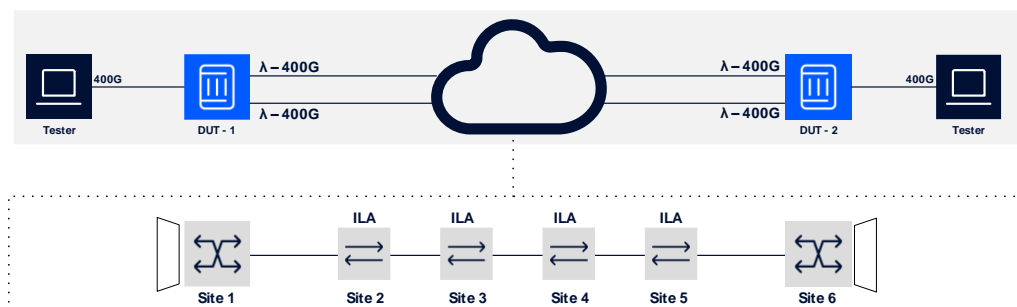 λ – 400G
λ – 400G
400G
400G
λ – 400G
λ – 400G
Tester
DUT - 1
DUT - 2
Tester
ILA
ILA
ILA
ILA
Site 1
Site 2
Site 3
Site 4
Site 5
Site 6